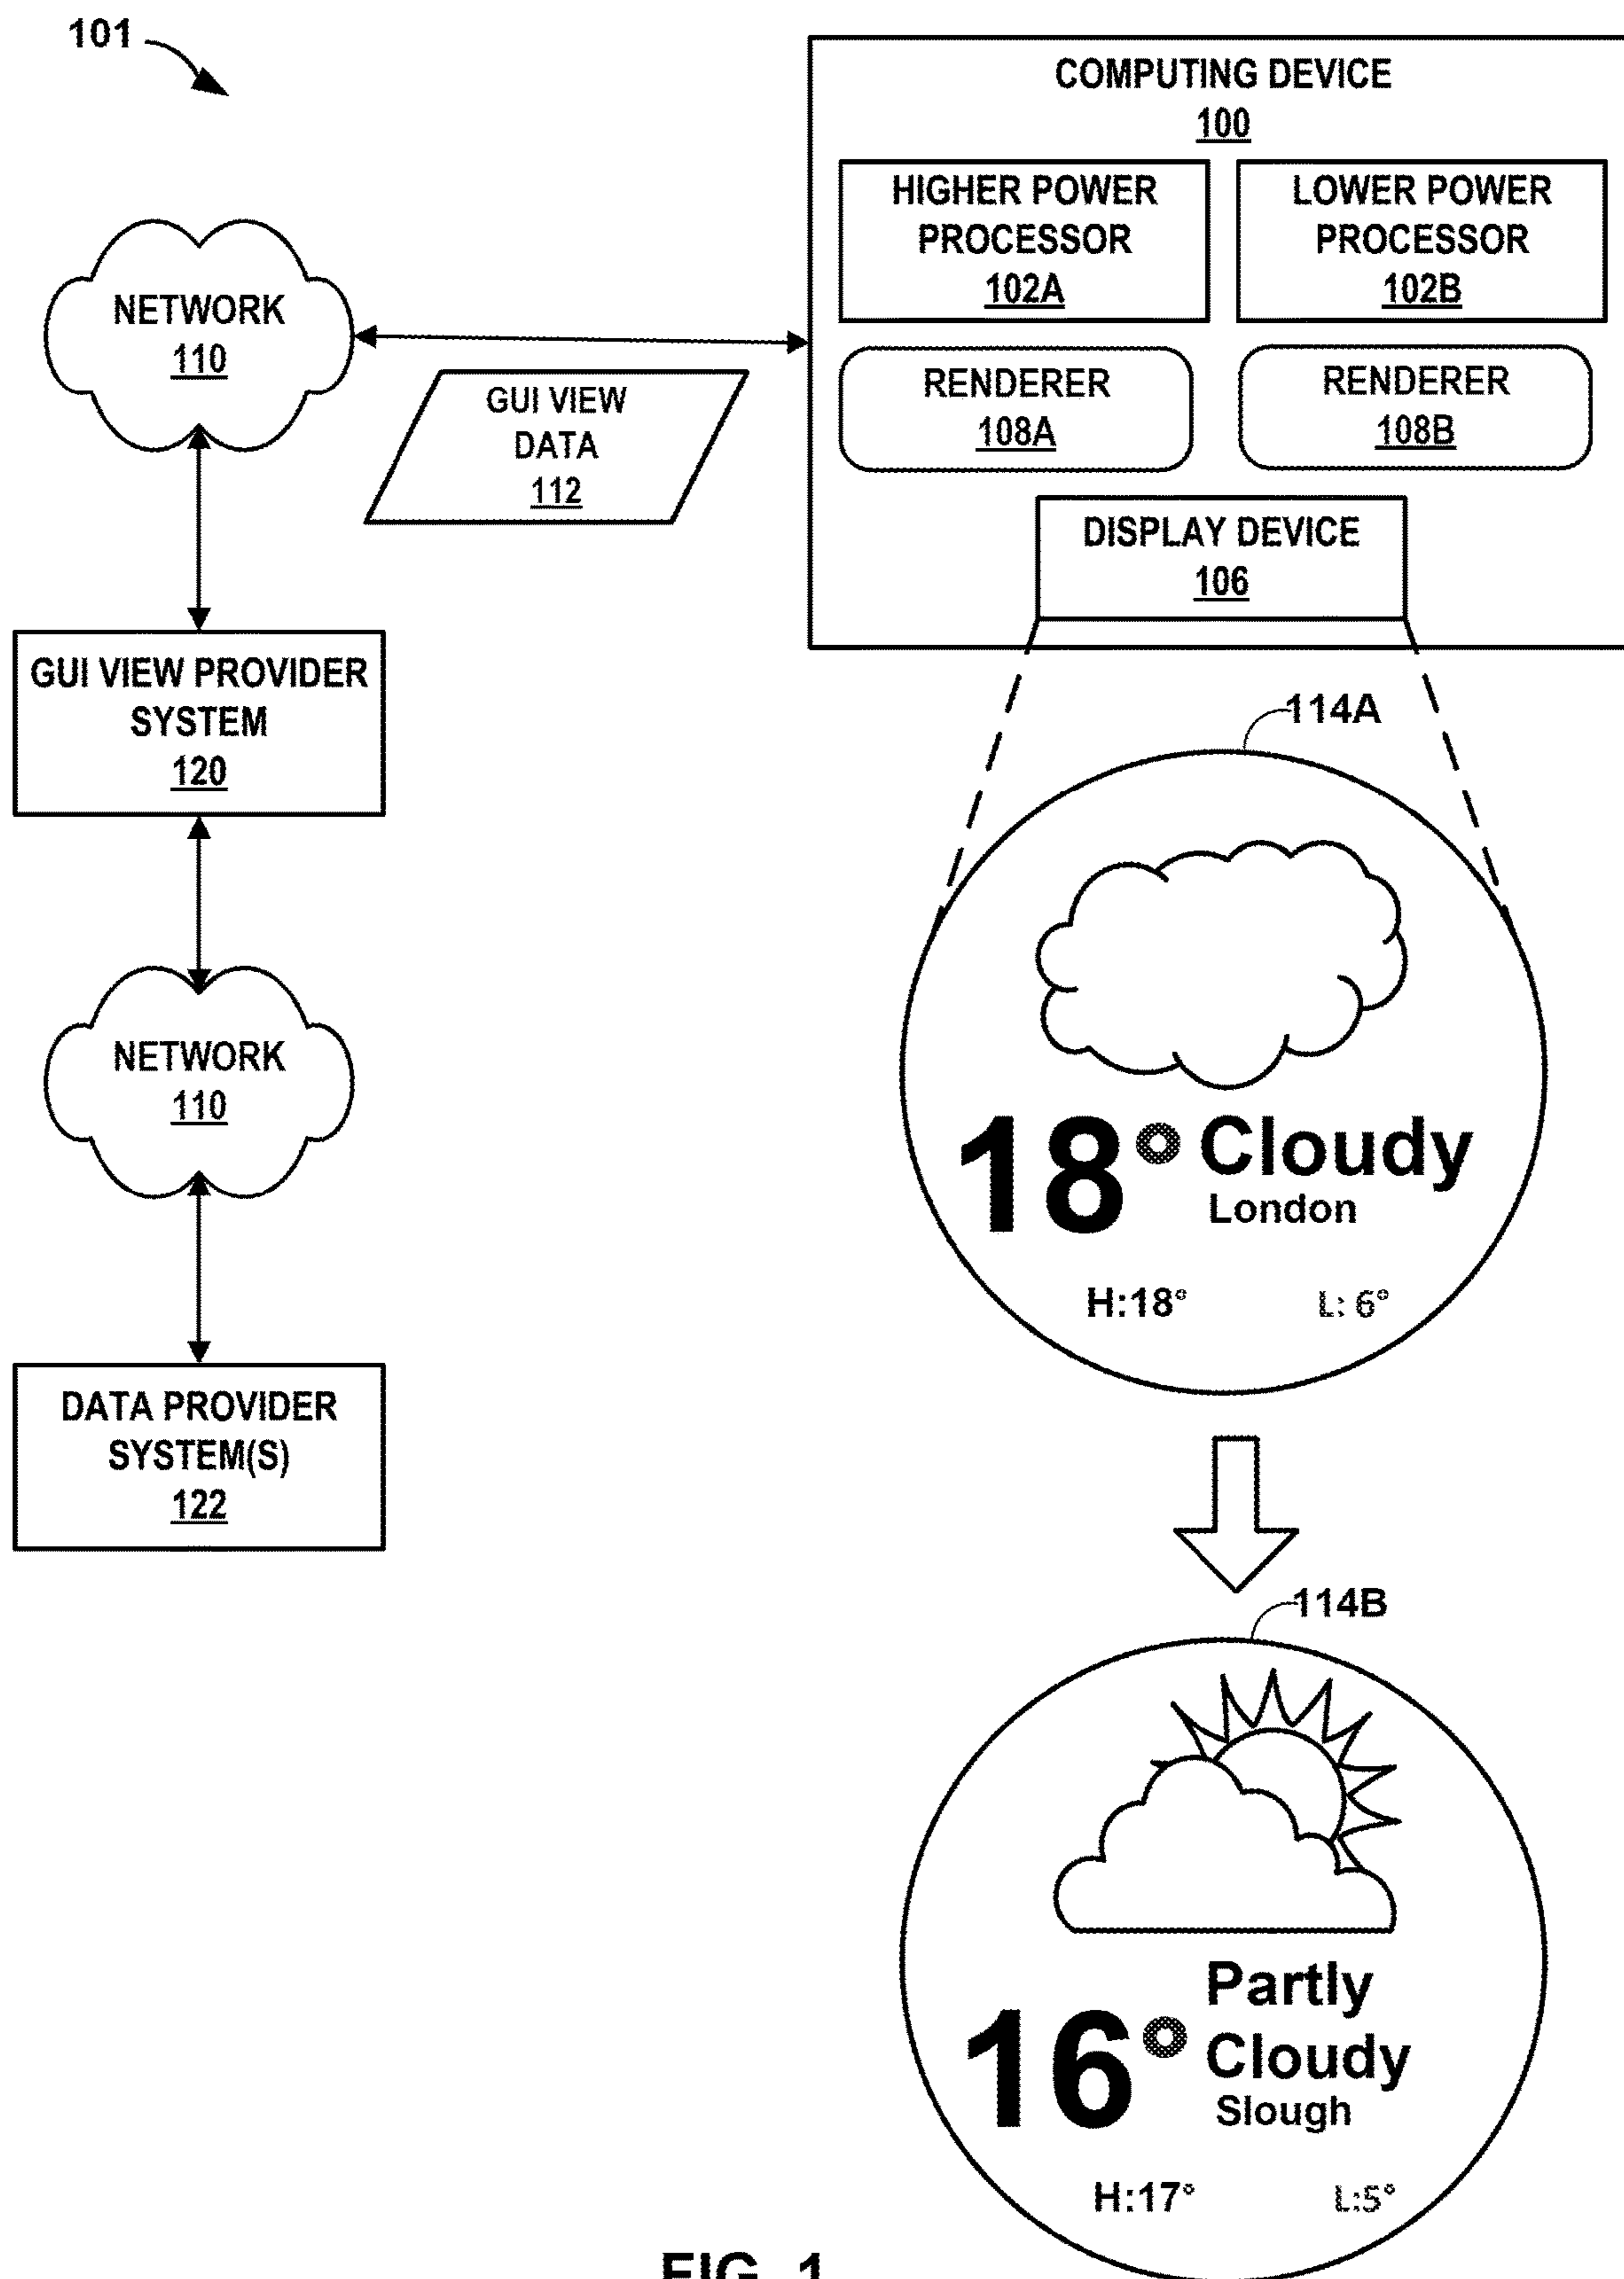 101
COMPUTING DEVICE
100
HIGHER POWER
PROCESSOR
102A
LOWER POWER
PROCESSOR
102B
RENDERER
108A
RENDERER
108B
DISPLAY DEVICE
106
NETWORK
110
GUI VIEW
DATA
112
GUI VIEW PROVIDER
SYSTEM
120
NETWORK
110
DATA PROVIDER
SYSTEM(S)
122
114A
18° Cloudy
London
H:18° L: 6°
114B
Partly
16° Cloudy
Slough
H:17° L:5°
FIG. 1